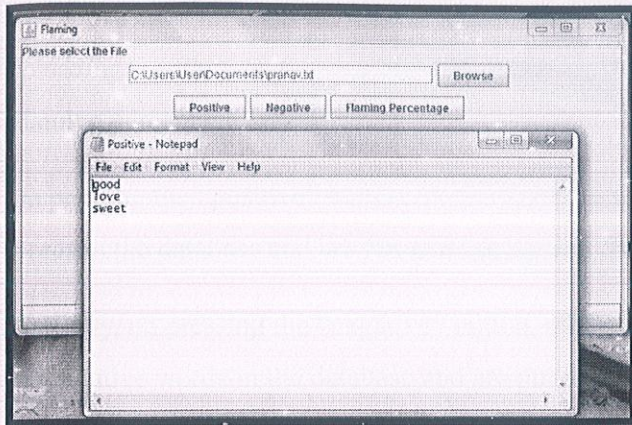 Flaming
Please select the File
C:\Users\User\Documents\pranav.txt
Browse
Positive Negative Flaming Percentage
Positive - Notepad
File Edit Format View Help
good
love
sweet